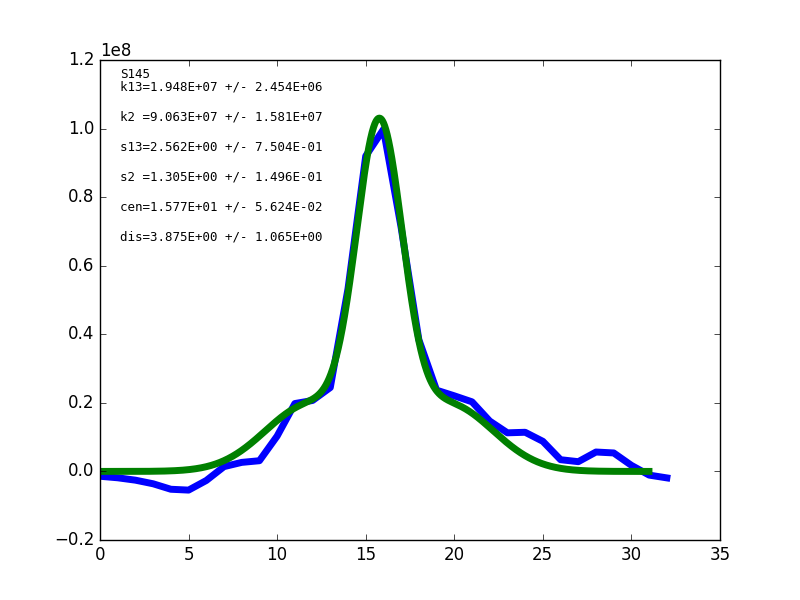 1e8
S145
k13=1.948E+07 +/- 2.454E+06
k2 =9.063E+07 +/- 1.581E+07
s13=2.562E+00 +/- 7.504E-01
s2 =1.305E+00 +/- 1.496E-01
cen=1.577E+01 +/- 5.624E-02
dis=3.875E+00 +/- 1.065E+00
1.2
1.0
0.8
0.6
0.4
0.2
0.0
−0.2
0 5 10 15 20 25 30 35